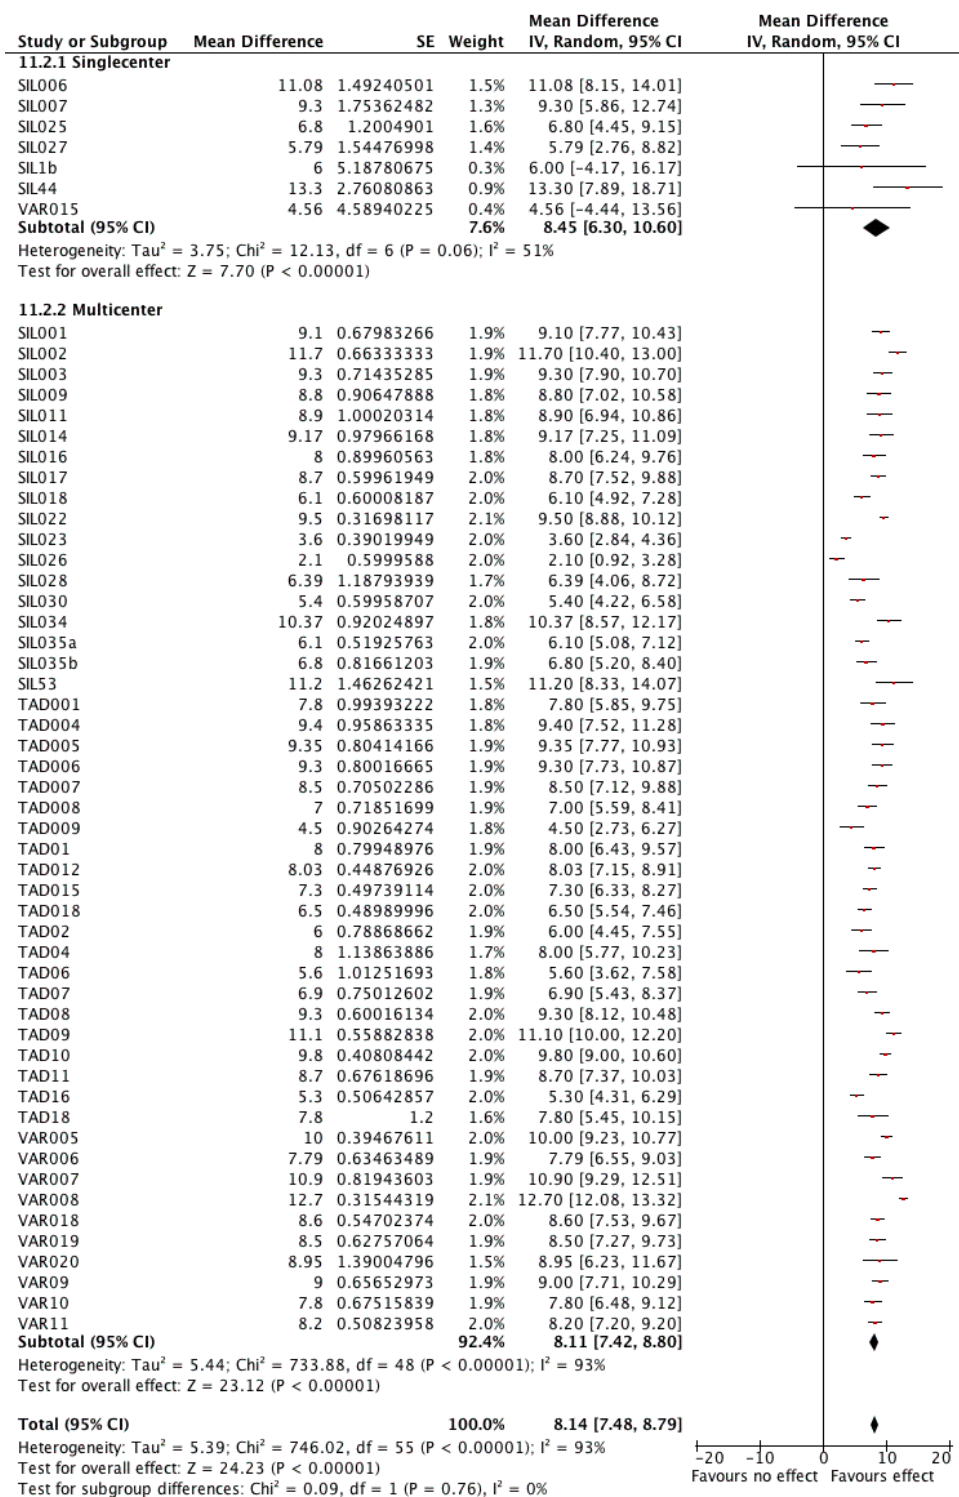 Mean Difference Mean Difference
Study or Subgroup Mean Difference SE Weight IV, Random, 95% CI IV, Random, 95% CI
11.2.1 Singlecenter
SIL006 11.08 1.49240501 1.5% 11.08 [8.15, 14.01]
SIL007 9.3 1.75362482 1.3% 9.30 [5.86, 12.74]
SIL025 6.8 1.2004901 1.6% 6.80 [4.45, 9.15]
SIL027 5.79 1.54476998 1.4% 5.79 [2.76, 8.82]
SIL1b 6 5.18780675 0.3% 6.00 [−4.17, 16.17]
SIL44 13.3 2.76080863 0.9% 13.30 [7.89, 18.71]
VAR015 4.56 4.58940225 0.4% 4.56 [−4.44, 13.56]
Subtotal (95% CI) 7.6% 8.45 [6.30, 10.60]
Heterogeneity: Tau² = 3.75; Chi² = 12.13, df = 6 (P = 0.06); I² = 51%
Test for overall effect: Z = 7.70 (P < 0.00001)
11.2.2 Multicenter
SIL001 9.1 0.67983266 1.9% 9.10 [7.77, 10.43]
SIL002 11.7 0.66333333 1.9% 11.70 [10.40, 13.00]
SIL003 9.3 0.71435285 1.9% 9.30 [7.90, 10.70]
SIL009 8.8 0.90647888 1.8% 8.80 [7.02, 10.58]
SIL011 8.9 1.00020314 1.8% 8.90 [6.94, 10.86]
SIL014 9.17 0.97966168 1.8% 9.17 [7.25, 11.09]
SIL016 8 0.89960563 1.8% 8.00 [6.24, 9.76]
SIL017 8.7 0.59961949 2.0% 8.70 [7.52, 9.88]
SIL018 6.1 0.60008187 2.0% 6.10 [4.92, 7.28]
SIL022 9.5 0.31698117 2.1% 9.50 [8.88, 10.12]
SIL023 3.6 0.39019949 2.0% 3.60 [2.84, 4.36]
SIL026 2.1 0.5999588 2.0% 2.10 [0.92, 3.28]
SIL028 6.39 1.18793939 1.7% 6.39 [4.06, 8.72]
SIL030 5.4 0.59958707 2.0% 5.40 [4.22, 6.58]
SIL034 10.37 0.92024897 1.8% 10.37 [8.57, 12.17]
SIL035a 6.1 0.51925763 2.0% 6.10 [5.08, 7.12]
SIL035b 6.8 0.81661203 1.9% 6.80 [5.20, 8.40]
SIL53 11.2 1.46262421 1.5% 11.20 [8.33, 14.07]
TAD001 7.8 0.99393222 1.8% 7.80 [5.85, 9.75]
TAD004 9.4 0.95863335 1.8% 9.40 [7.52, 11.28]
TAD005 9.35 0.80414166 1.9% 9.35 [7.77, 10.93]
TAD006 9.3 0.80016665 1.9% 9.30 [7.73, 10.87]
TAD007 8.5 0.70502286 1.9% 8.50 [7.12, 9.88]
TAD008 7 0.71851699 1.9% 7.00 [5.59, 8.41]
TAD009 4.5 0.90264274 1.8% 4.50 [2.73, 6.27]
TAD01 8 0.79948976 1.9% 8.00 [6.43, 9.57]
TAD012 8.03 0.44876926 2.0% 8.03 [7.15, 8.91]
TAD015 7.3 0.49739114 2.0% 7.30 [6.33, 8.27]
TAD018 6.5 0.48989996 2.0% 6.50 [5.54, 7.46]
TAD02 6 0.78868662 1.9% 6.00 [4.45, 7.55]
TAD04 8 1.13863886 1.7% 8.00 [5.77, 10.23]
TAD06 5.6 1.01251693 1.8% 5.60 [3.62, 7.58]
TAD07 6.9 0.75012602 1.9% 6.90 [5.43, 8.37]
TAD08 9.3 0.60016134 2.0% 9.30 [8.12, 10.48]
TAD09 11.1 0.55882838 2.0% 11.10 [10.00, 12.20]
TAD10 9.8 0.40808442 2.0% 9.80 [9.00, 10.60]
TAD11 8.7 0.67618696 1.9% 8.70 [7.37, 10.03]
TAD16 5.3 0.50642857 2.0% 5.30 [4.31, 6.29]
TAD18 7.8 1.2 1.6% 7.80 [5.45, 10.15]
VAR005 10 0.39467611 2.0% 10.00 [9.23, 10.77]
VAR006 7.79 0.63463489 1.9% 7.79 [6.55, 9.03]
VAR007 10.9 0.81943603 1.9% 10.90 [9.29, 12.51]
VAR008 12.7 0.31544319 2.1% 12.70 [12.08, 13.32]
VAR018 8.6 0.54702374 2.0% 8.60 [7.53, 9.67]
VAR019 8.5 0.62757064 1.9% 8.50 [7.27, 9.73]
VAR020 8.95 1.39004796 1.5% 8.95 [6.23, 11.67]
VAR09 9 0.65652973 1.9% 9.00 [7.71, 10.29]
VAR10 7.8 0.67515839 1.9% 7.80 [6.48, 9.12]
VAR11 8.2 0.50823958 2.0% 8.20 [7.20, 9.20]
Subtotal (95% CI) 92.4% 8.11 [7.42, 8.80]
Heterogeneity: Tau² = 5.44; Chi² = 733.88, df = 48 (P < 0.00001); I² = 93%
Test for overall effect: Z = 23.12 (P < 0.00001)
Total (95% CI) 100.0% 8.14 [7.48, 8.79]
Heterogeneity: Tau² = 5.39; Chi² = 746.02, df = 55 (P < 0.00001); I² = 93%
Test for overall effect: Z = 24.23 (P < 0.00001)
Test for subgroup differences: Chi² = 0.09, df = 1 (P = 0.76), I² = 0%
−20 −10 0 10 20
Favours no effect Favours effect